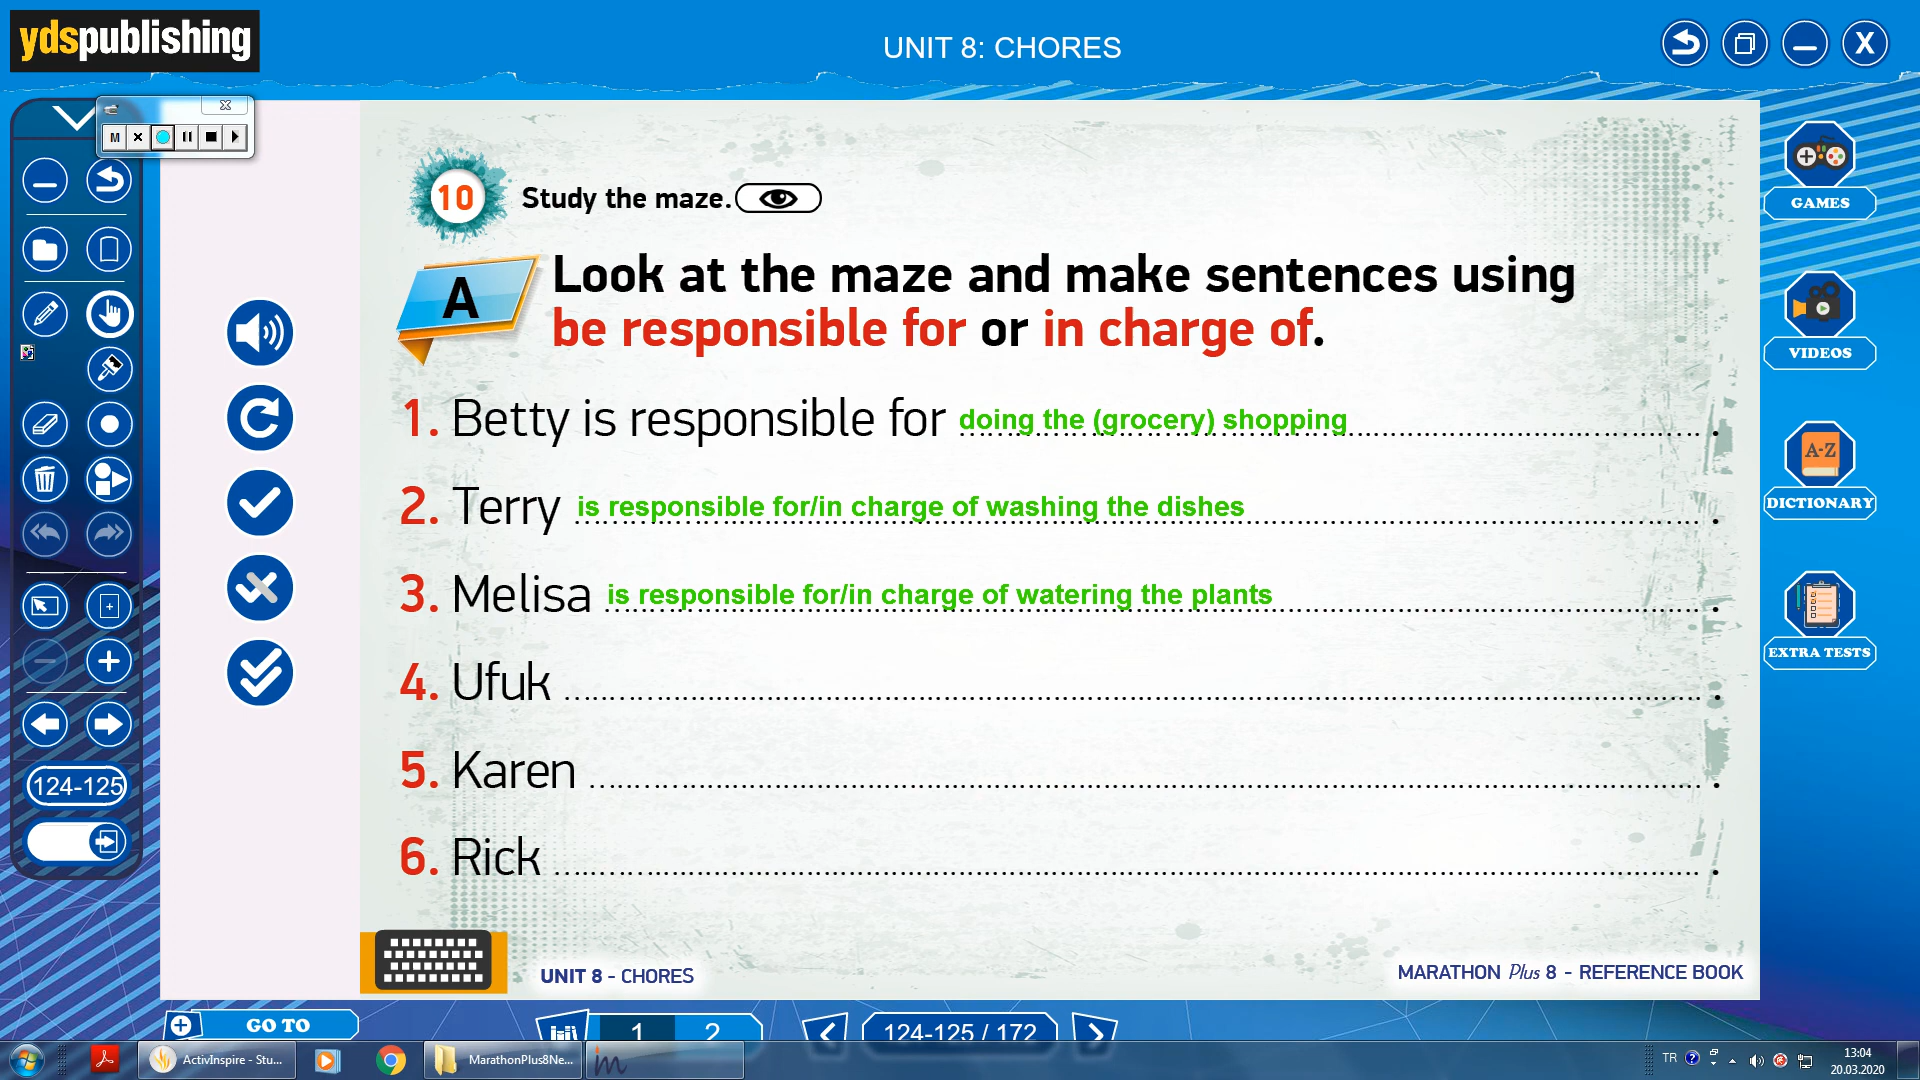 ydspublishing
UNIT 8: CHORES
X
M
10 Study the maze.
A
Look at the maze and make sentences using
be responsible for or in charge of.
1. Betty is responsible for doing the (grocery) shopping .
2. Terry is responsible for/in charge of washing the dishes .
3. Melisa is responsible for/in charge of watering the plants .
4. Ufuk .
5. Karen .
6. Rick .
UNIT 8 - CHORES
MARATHON Plus 8 - REFERENCE BOOK
GAMES
VIDEOS
A-Z
DICTIONARY
EXTRA TESTS
124-125
GO TO
1 2
124-125 / 172
ActivInspire - Stu...
MarathonPlus8Ne...
TR
13:04
20.03.2020